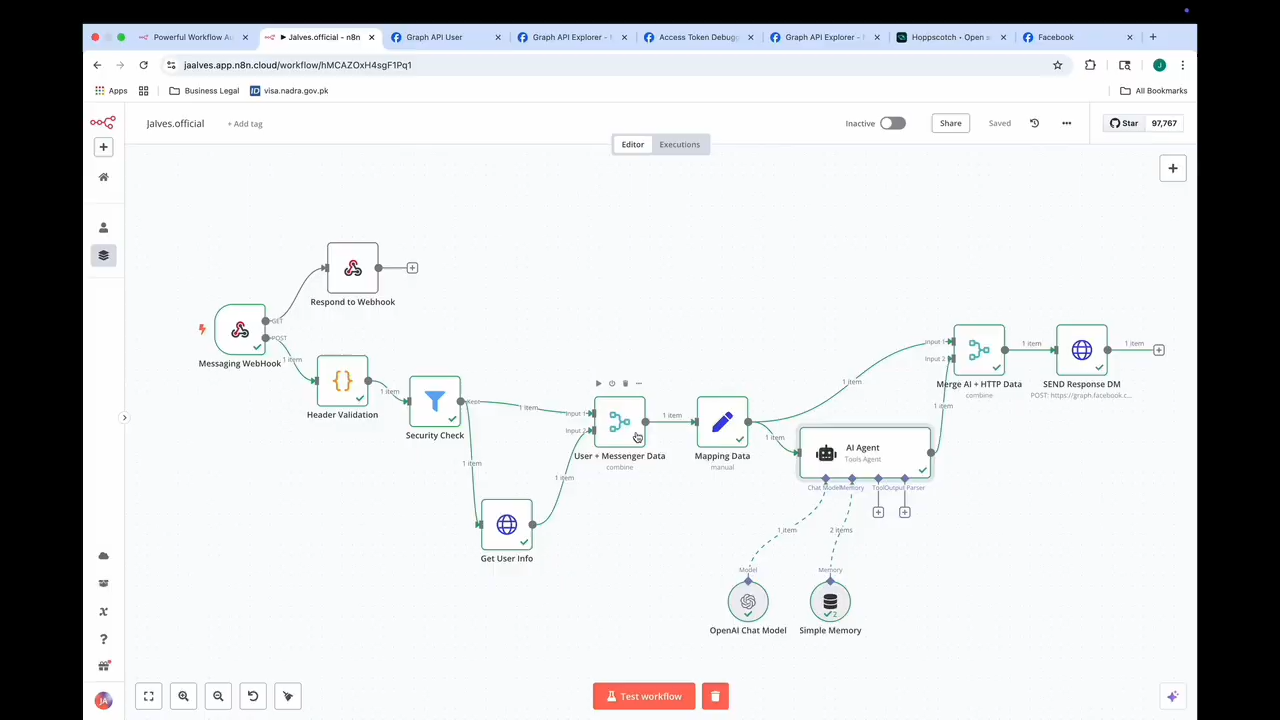 Powerful Workflow Au
Jalves.official - n8n
Graph API User
Graph API Explorer -
Access Token Debugg
Graph API Explorer -
Hoppscotch • Open s
Facebook
jaalves.app.n8n.cloud/workflow/hMCAZOxH4sgF1Pq1
J
Apps
Business Legal
ID
visa.nadra.gov.pk
All Bookmarks
Jalves.official
+ Add tag
Inactive
Share
Saved
Star
97,767
Editor
Executions
Respond to Webhook
GET
POST
Messaging WebHook
1 item
Header Validation
1 item
Security Check
Kept
1 item
1 item
Get User Info
1 item
Input 1
Input 2
User + Messenger Data
combine
1 item
Mapping Data
manual
1 item
1 item
AI Agent
Tools Agent
Chat Model
Memory
Tool
Output Parser
1 item
2 items
Model
Memory
2
OpenAI Chat Model
Simple Memory
1 item
Input 1
Input 2
Merge AI + HTTP Data
combine
1 item
SEND Response DM
POST: https://graph.facebook.c...
1 item
JA
Test workflow